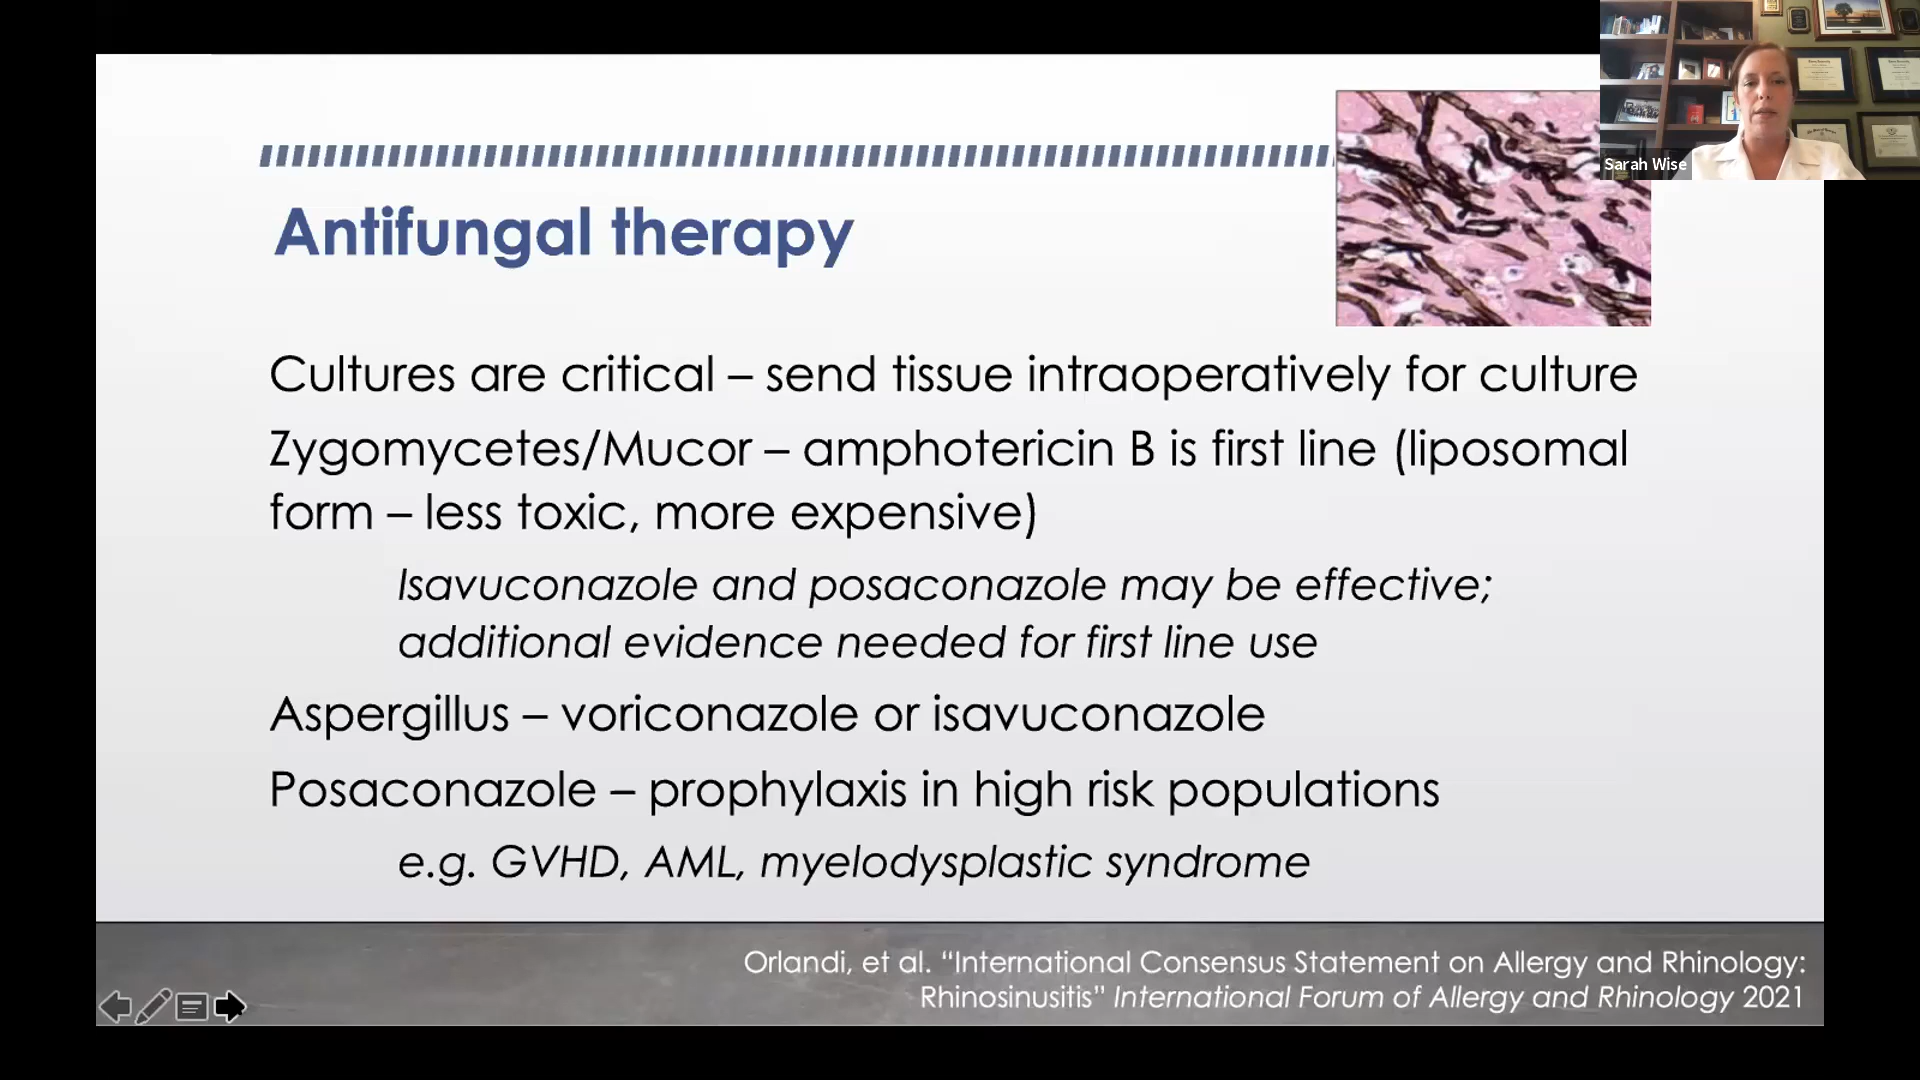 Sarah Wise
Antifungal therapy
Cultures are critical – send tissue intraoperatively for culture
Zygomycetes/Mucor – amphotericin B is first line (liposomal
form – less toxic, more expensive)
Isavuconazole and posaconazole may be effective;
additional evidence needed for first line use
Aspergillus – voriconazole or isavuconazole
Posaconazole – prophylaxis in high risk populations
e.g. GVHD, AML, myelodysplastic syndrome
Orlandi, et al. “International Consensus Statement on Allergy and Rhinology:
Rhinosinusitis” International Forum of Allergy and Rhinology 2021